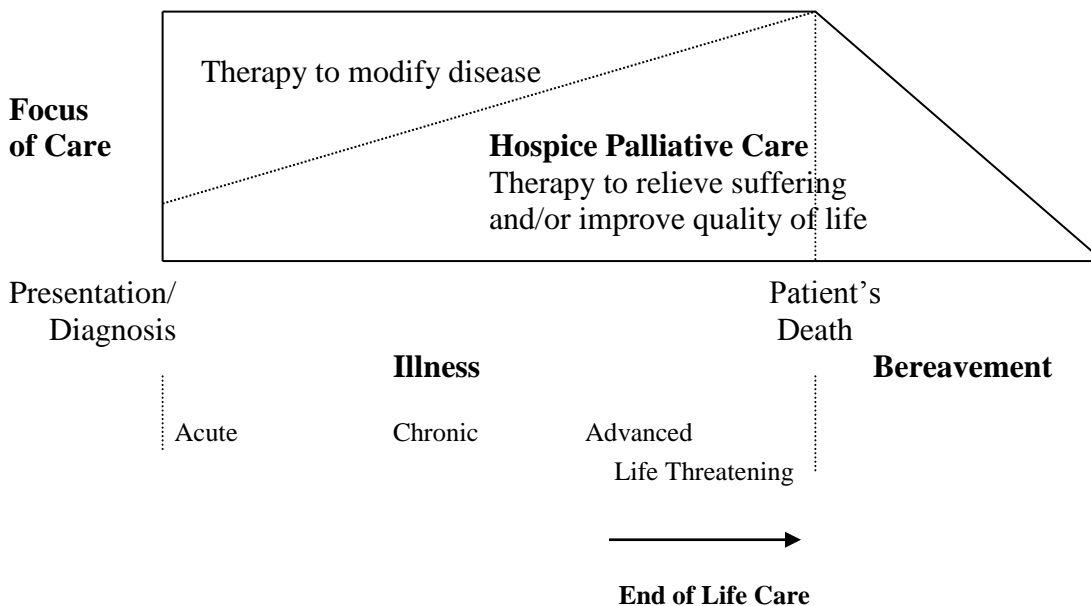 Therapy to modify disease
Focus
of Care
Hospice Palliative Care
Therapy to relieve suffering
and/or improve quality of life
Presentation/
Diagnosis
Patient’s
Death
Illness
Bereavement
Acute
Chronic
Advanced
Life Threatening
End of Life Care